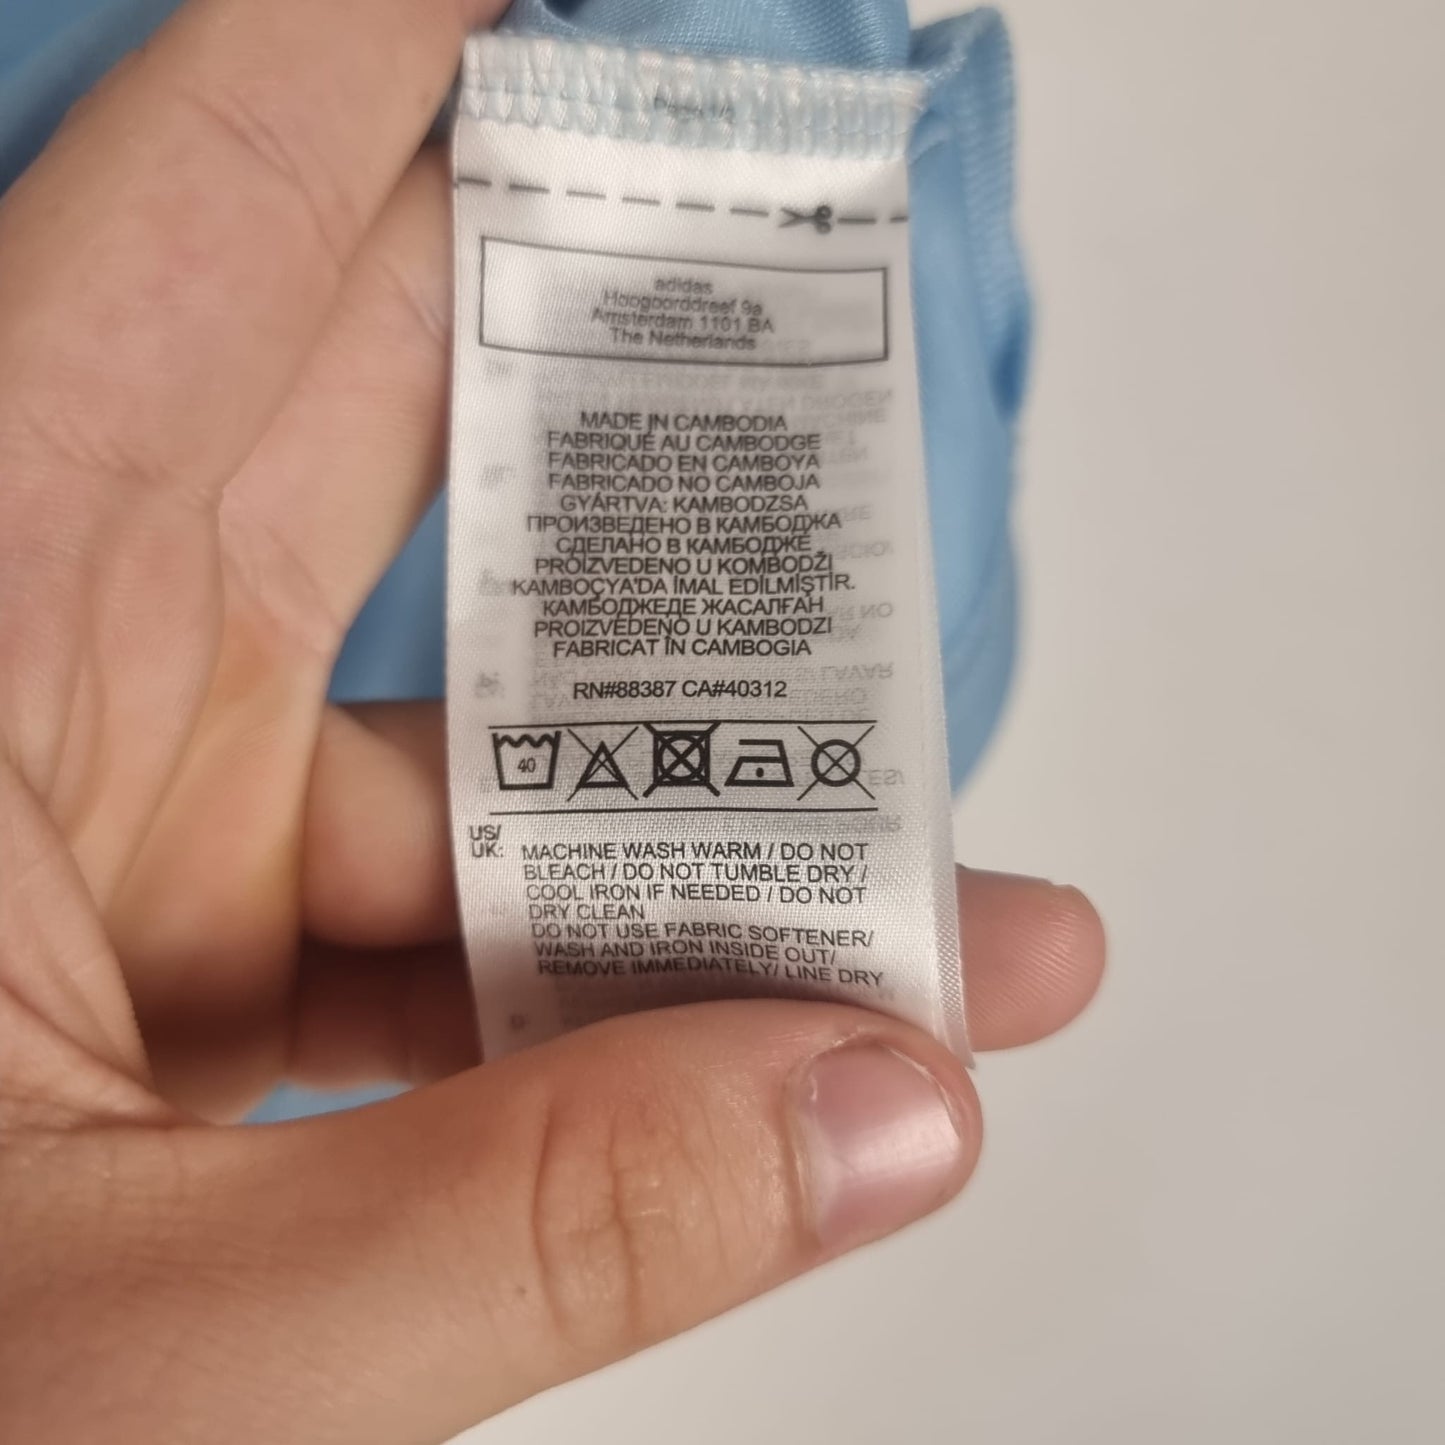 adidas
Hoogoorddreef 9a
Amsterdam 1101 BA
The Netherlands
MADE IN CAMBODIA
FABRIQUÉ AU CAMBODGE
FABRICADO EN CAMBOYA
FABRICADO NO CAMBOJA
GYÁRTVA: KAMBODZSA
ПРОИЗВЕДЕНО В КАМБОДЖА
СДЕЛАНО В КАМБОДЖЕ
PROIZVEDENO U KOMBODŽI
KAMBOÇYA'DA İMAL EDİLMİŞTİR.
КАМБОДЖЕДЕ ЖАСАЛҒАН
PROIZVEDENO U KAMBODZI
FABRICAT ÎN CAMBOGIA
RN#88387 CA#40312
40
US/
UK: MACHINE WASH WARM / DO NOT
BLEACH / DO NOT TUMBLE DRY /
COOL IRON IF NEEDED / DO NOT
DRY CLEAN
DO NOT USE FABRIC SOFTENER/
WASH AND IRON INSIDE OUT/
REMOVE IMMEDIATELY/ LINE DRY